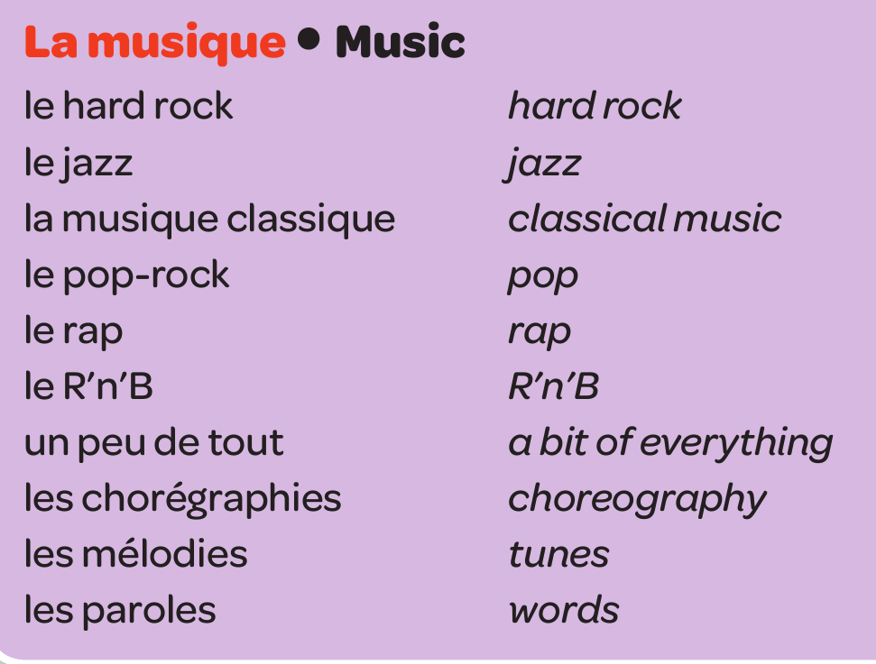 La musique • Music
le hard rock hard rock
le jazz jazz
la musique classique classical music
le pop-rock pop
le rap rap
le R'n'B R'n'B
un peu de tout a bit of everything
les chorégraphies choreography
les mélodies tunes
les paroles words